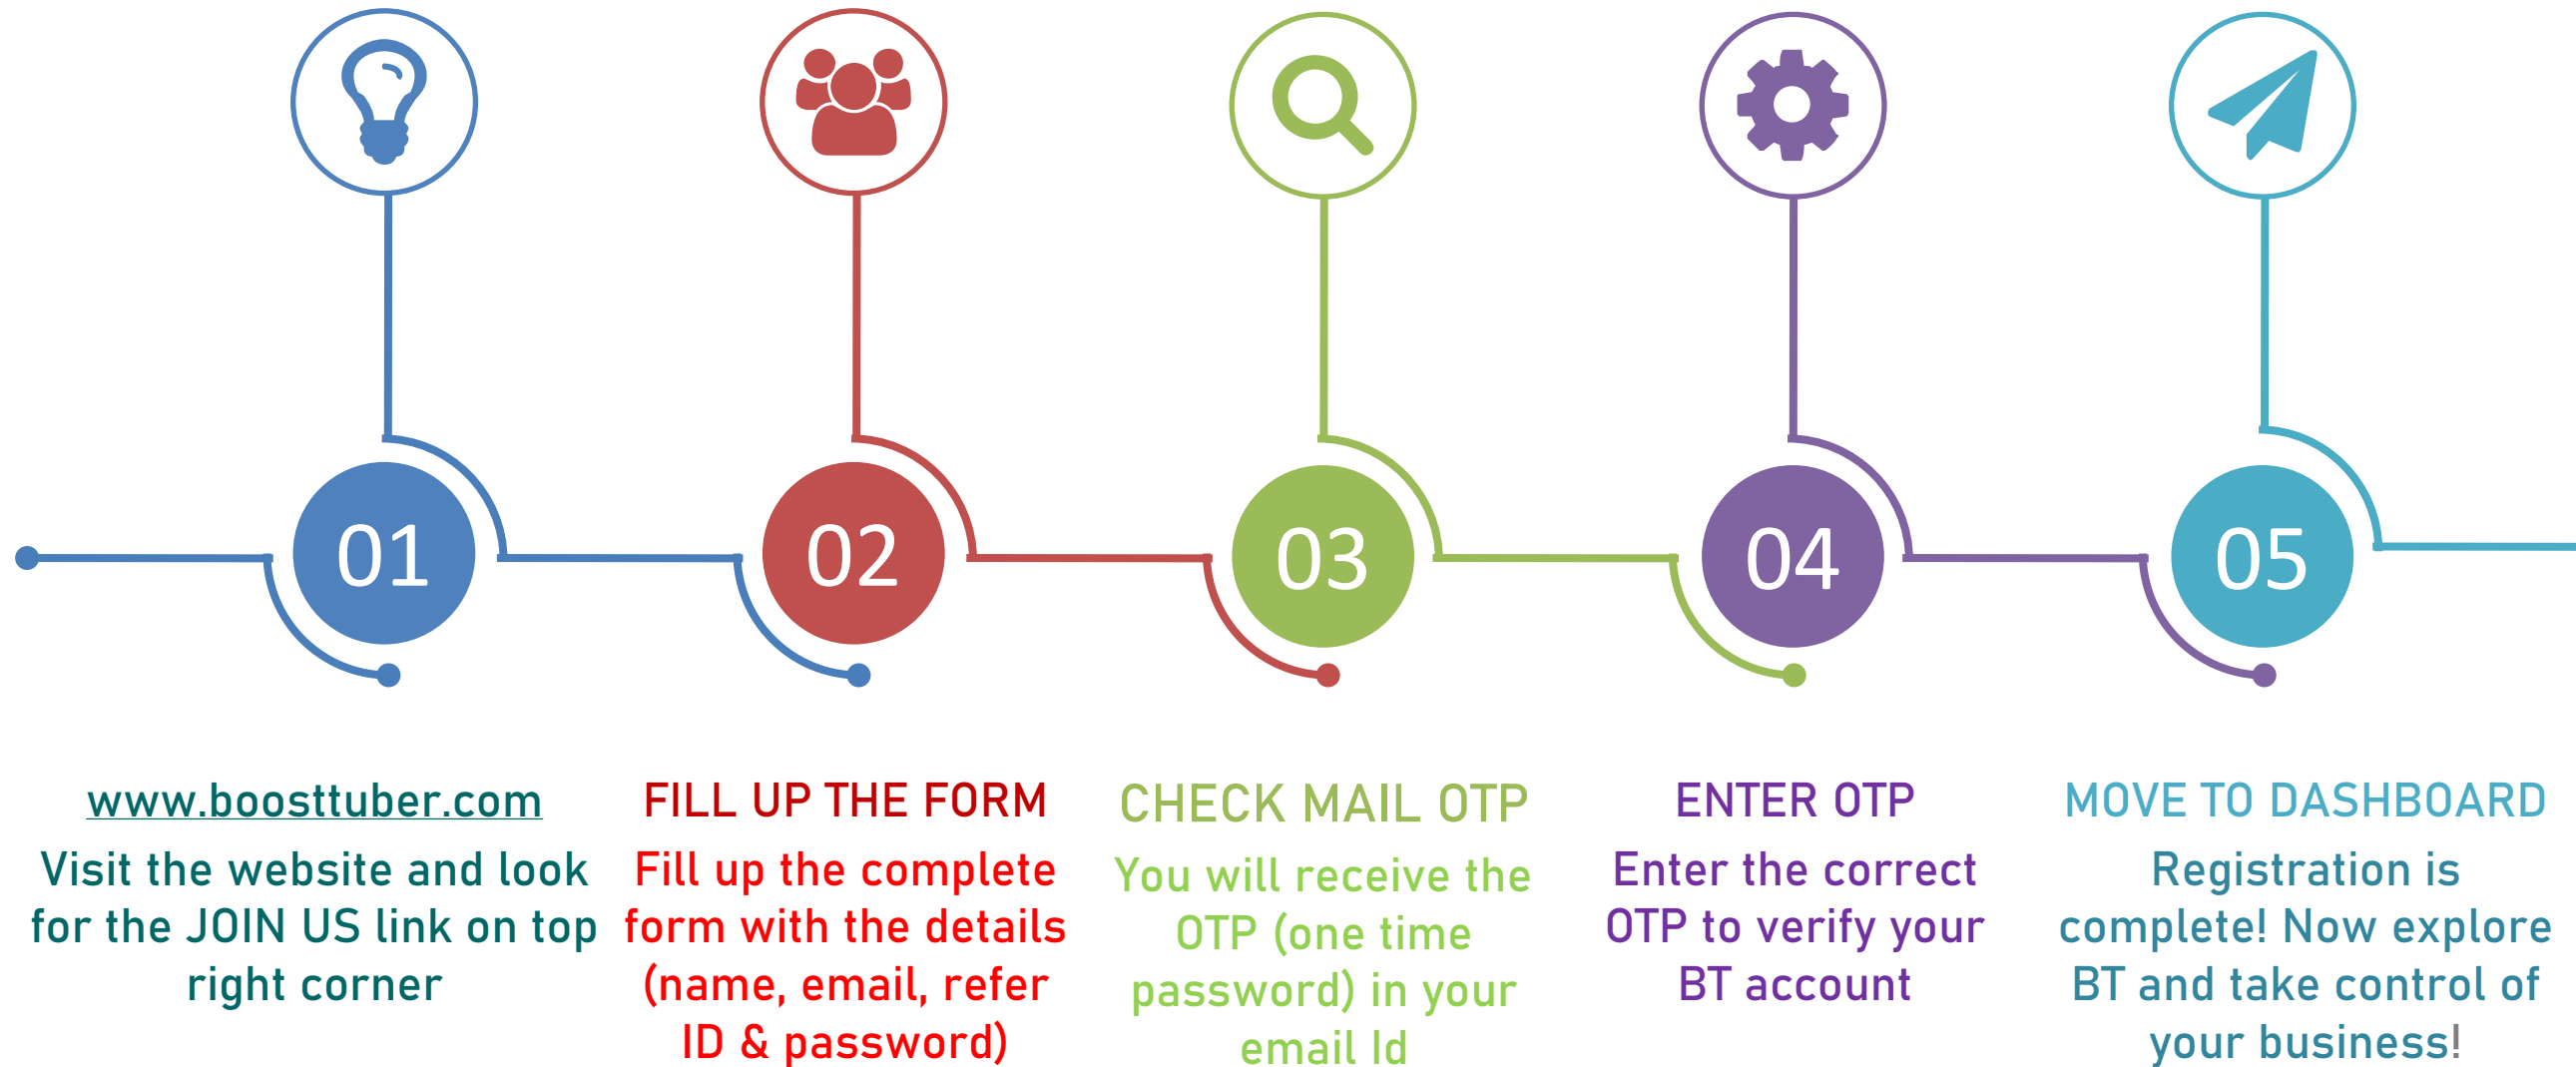 01
02
03
04
05
www.boosttuber.com
Visit the website and look
for the JOIN US link on top
right corner
FILL UP THE FORM
Fill up the complete
form with the details
(name, email, refer
ID & password)
CHECK MAIL OTP
You will receive the
OTP (one time
password) in your
email Id
ENTER OTP
Enter the correct
OTP to verify your
BT account
MOVE TO DASHBOARD
Registration is
complete! Now explore
BT and take control of
your business!